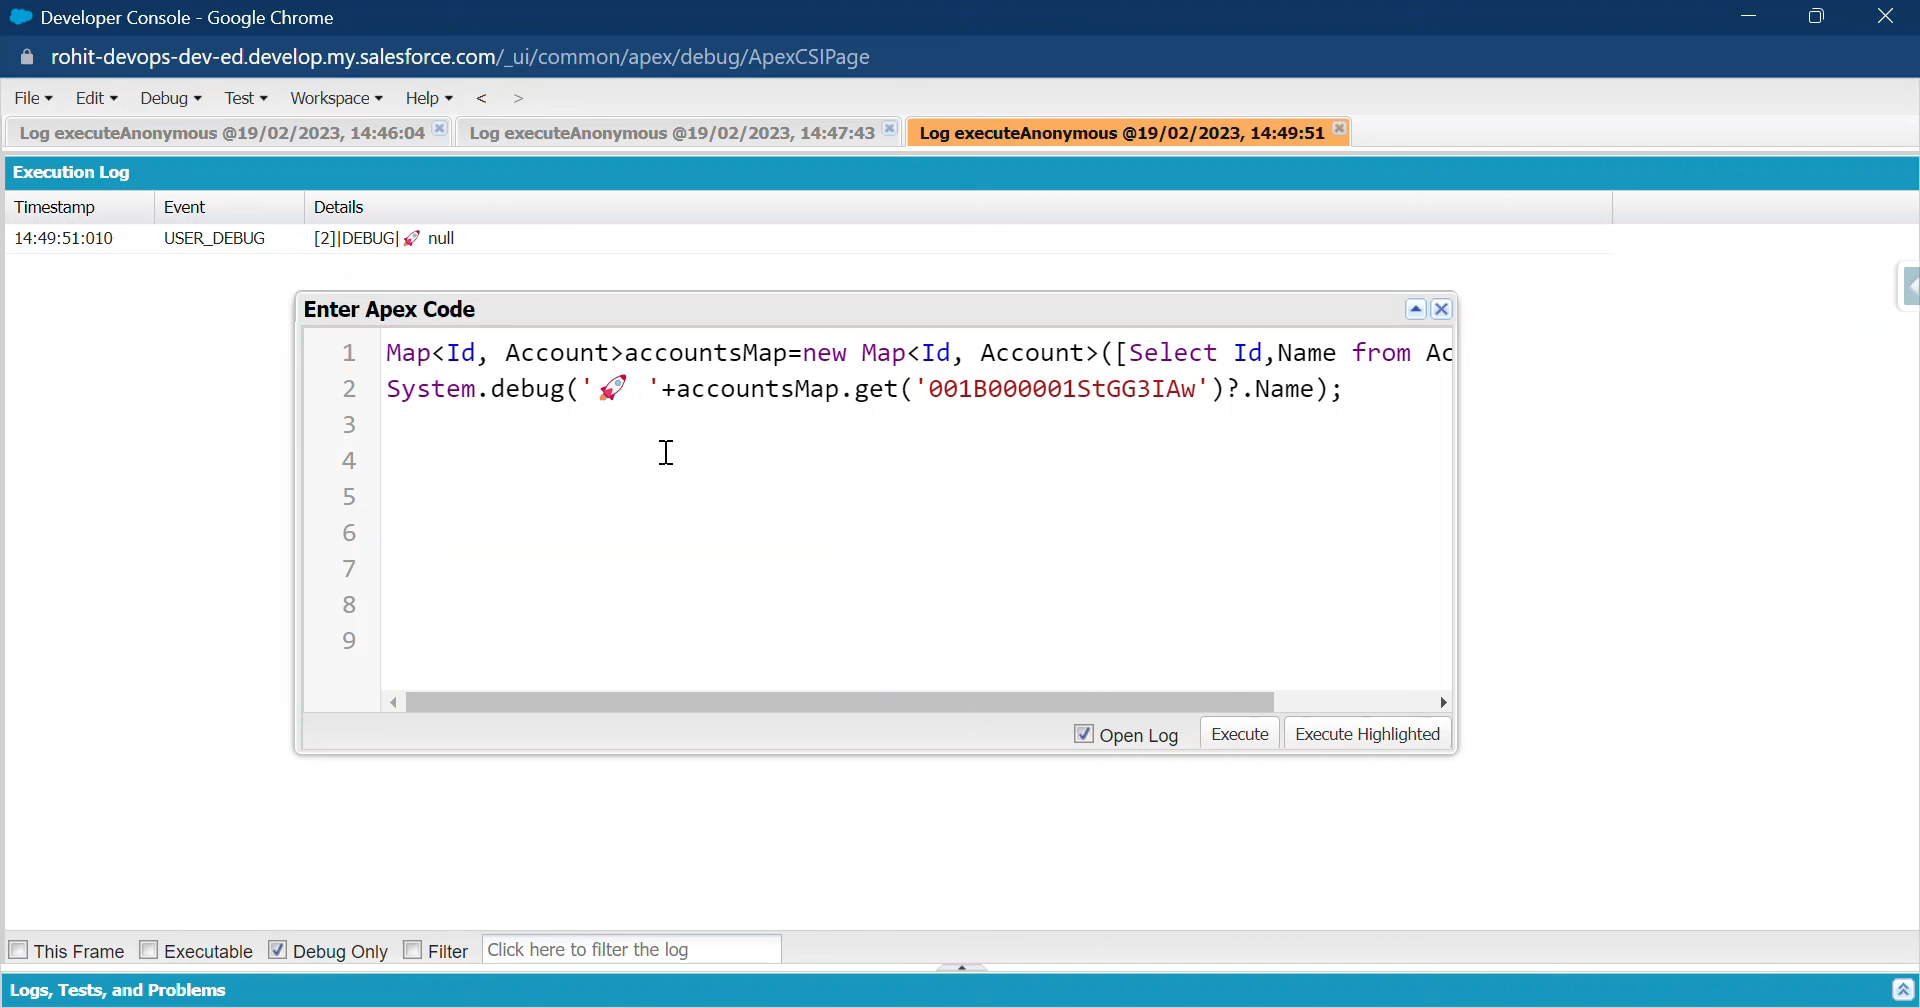 Developer Console - Google Chrome
rohit-devops-dev-ed.develop.my.salesforce.com/_ui/common/apex/debug/ApexCSIPage
File Edit Debug Test Workspace Help < >
Log executeAnonymous @19/02/2023, 14:46:04 Log executeAnonymous @19/02/2023, 14:47:43 Log executeAnonymous @19/02/2023, 14:49:51
Execution Log
Timestamp Event Details
14:49:51:010 USER_DEBUG [2]|DEBUG|🚀 null
Enter Apex Code
1 Map<Id, Account>accountsMap=new Map<Id, Account>([Select Id,Name from Ac
2 System.debug('🚀 '+accountsMap.get('001B000001StGG3IAw')?.Name);
3
4
5
6
7
8
9
Open Log Execute Execute Highlighted
This Frame Executable Debug Only Filter Click here to filter the log
Logs, Tests, and Problems